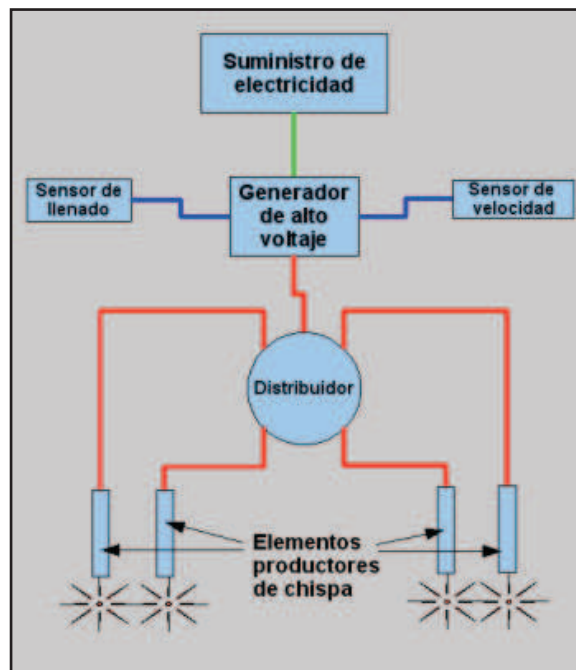 Suministro de
electricidad
Sensor de
llenado
Generador
de alto
voltaje
Sensor de
velocidad
Distribuidor
Elementos
productores
de chispa